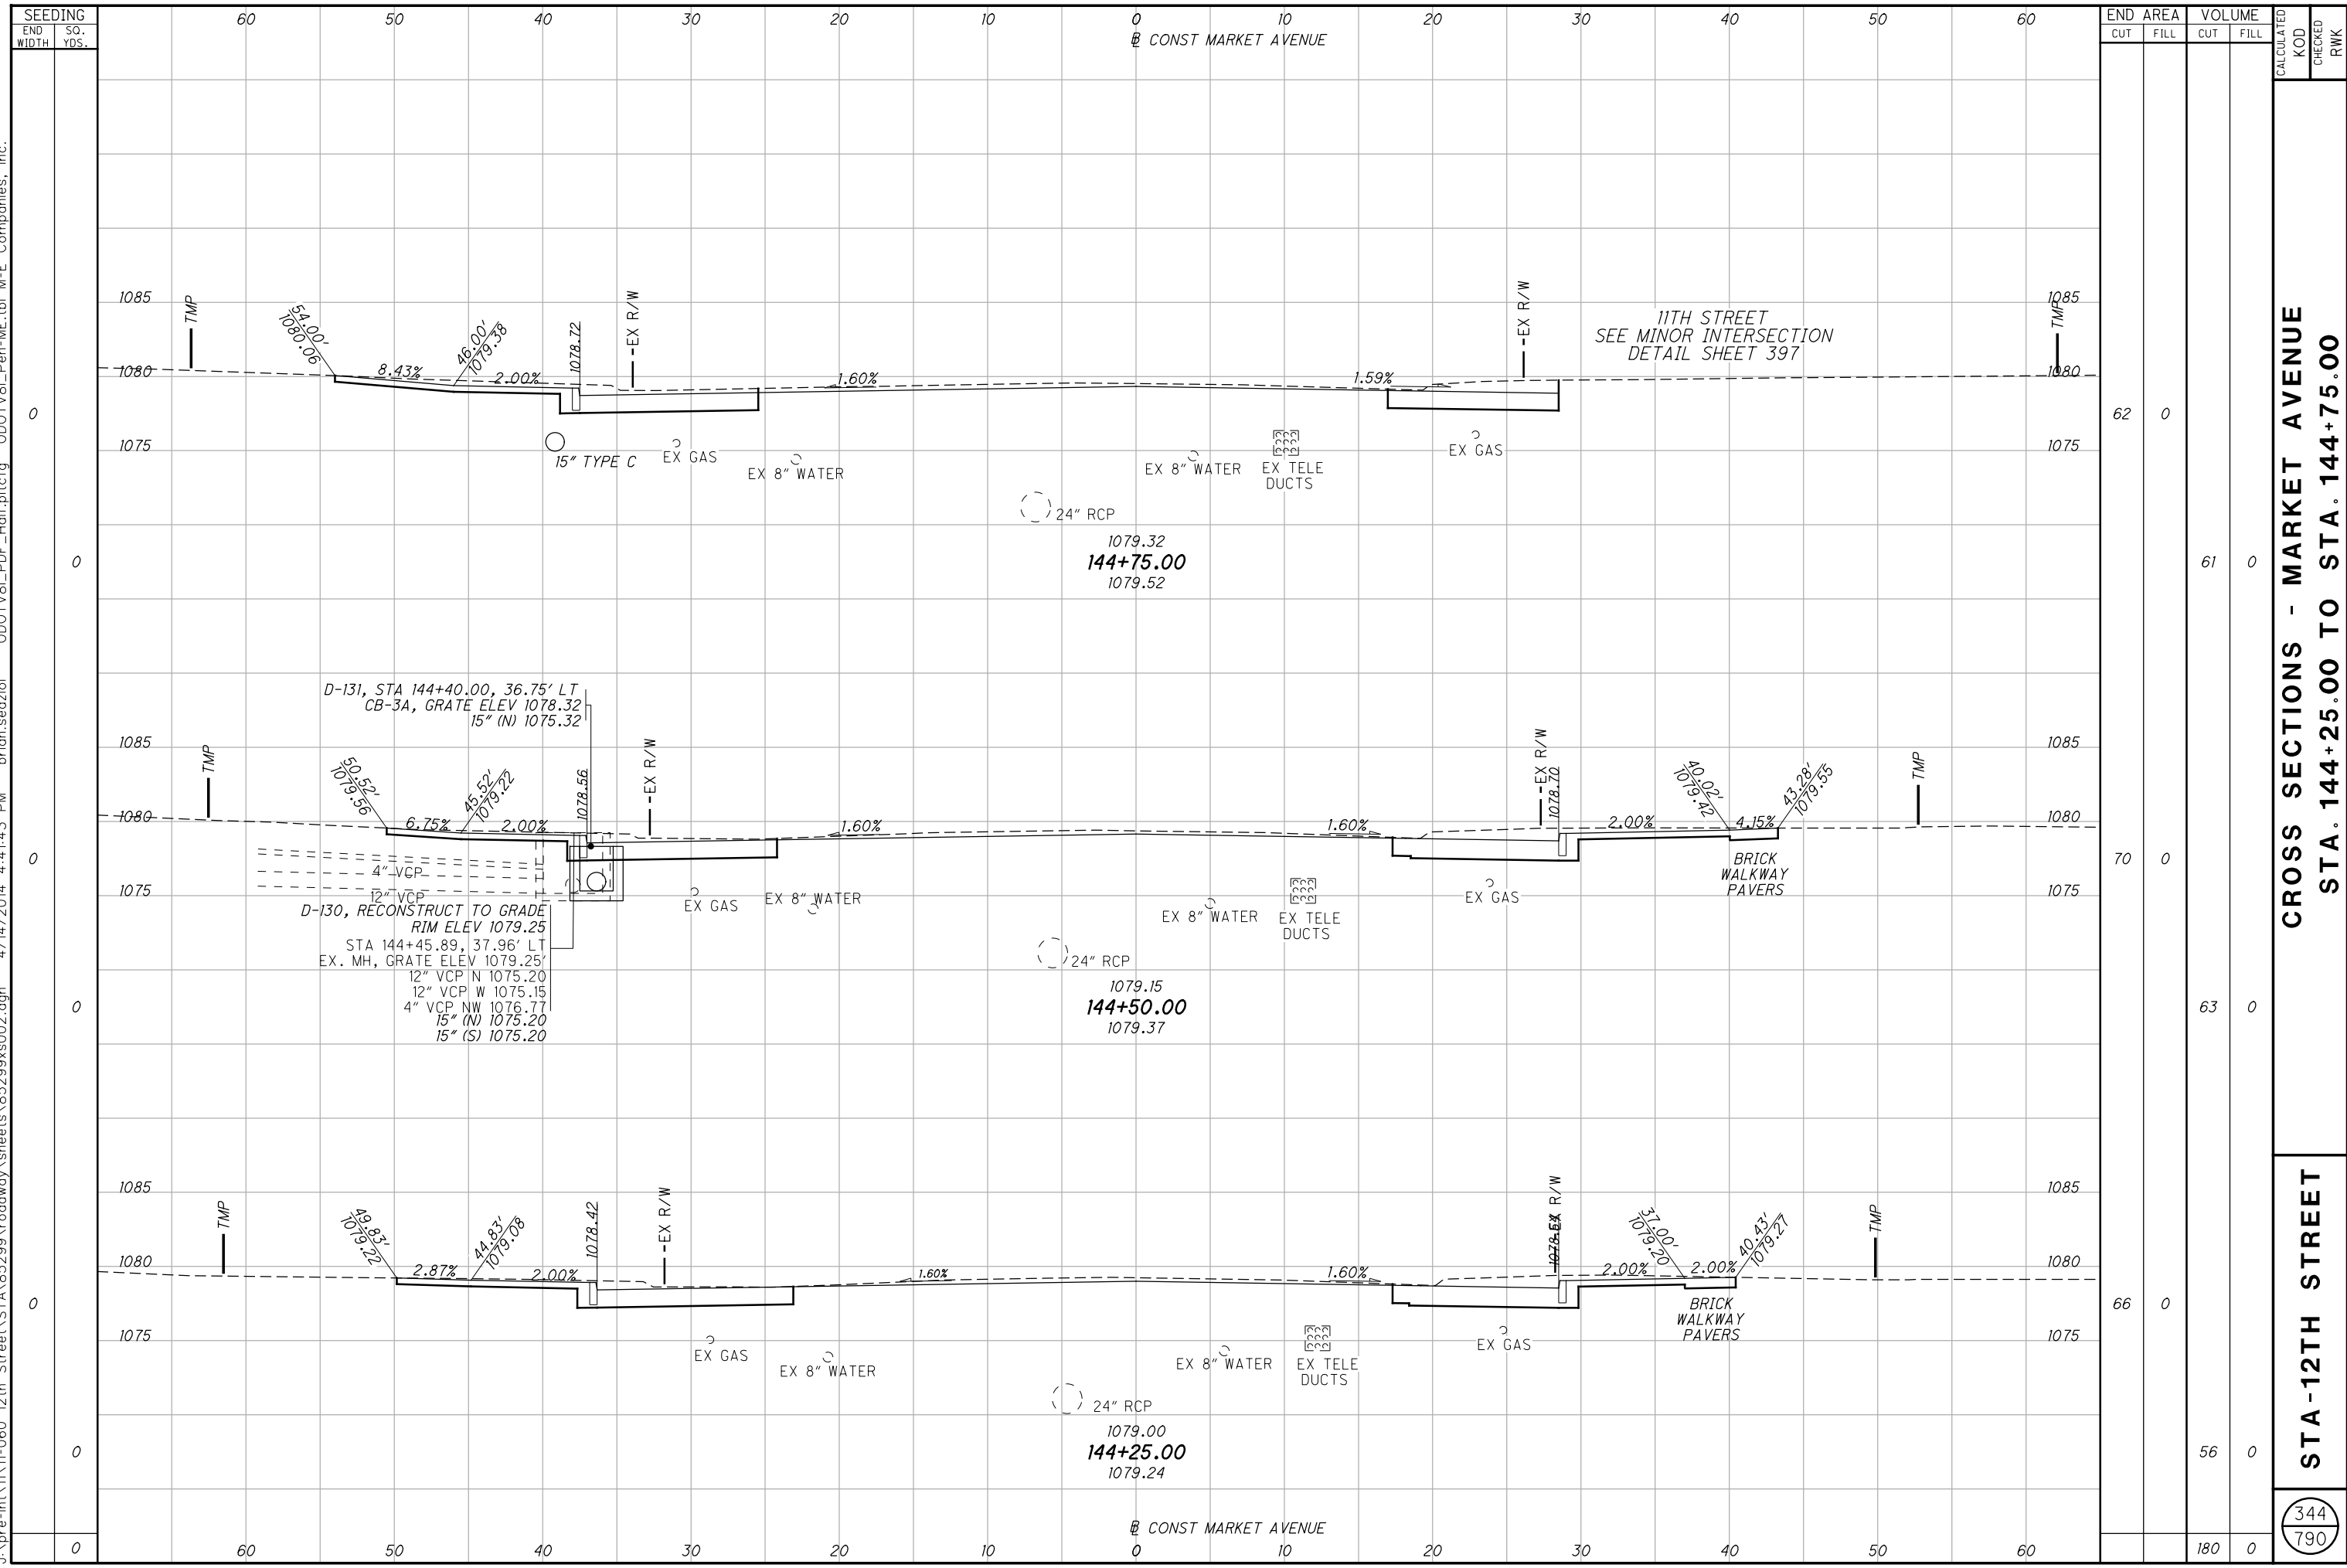 SEEDING
END WIDTH
SQ. YDS.
60 50 40 30 20 10 0 10 20 30 40 50 60
℄ CONST MARKET AVENUE
END AREA
VOLUME
CUT FILL CUT FILL
CALCULATED
KOD
CHECKED
RWK
1085
TMP
54.00'
1080.06
46.00'
1079.38
1078.72
EX R/W
EX R/W
11TH STREET
SEE MINOR INTERSECTION
DETAIL SHEET 397
1085
TMP
1080
8.43%
2.00%
1.60%
1.59%
1080
0
62 0
1075
15" TYPE C
EX GAS
EX 8" WATER
EX 8" WATER
EX TELE
DUCTS
EX GAS
1075
24" RCP
1079.32
144+75.00
1079.52
0
61 0
D-131, STA 144+40.00, 36.75' LT
CB-3A, GRATE ELEV 1078.32
15" (N) 1075.32
1085
TMP
50.52'
1079.56
45.52'
1079.22
1078.56
EX R/W
EX R/W
1078.70
40.02'
1079.42
43.28'
1079.55
TMP
1085
1080
6.75%
2.00%
1.60%
1.60%
2.00%
4.15%
1080
0
70 0
BRICK
WALKWAY
PAVERS
1075
4" VCP
12" VCP
EX GAS
EX 8" WATER
EX 8" WATER
EX TELE
DUCTS
EX GAS
1075
D-130, RECONSTRUCT TO GRADE
RIM ELEV 1079.25
STA 144+45.89, 37.96' LT
EX. MH, GRATE ELEV 1079.25'
12" VCP N 1075.20
12" VCP W 1075.15
4" VCP NW 1076.77
15" (N) 1075.20
15" (S) 1075.20
24" RCP
1079.15
144+50.00
1079.37
0
63 0
1085
TMP
49.83'
1079.22
44.83'
1079.08
1078.42
EX R/W
EX R/W
37.00'
1079.20
40.43'
1079.27
TMP
1085
1080
2.87%
2.00%
1.60%
1.60%
2.00%
2.00%
1080
0
66 0
BRICK
WALKWAY
PAVERS
1075
EX GAS
EX 8" WATER
EX 8" WATER
EX TELE
DUCTS
EX GAS
1075
24" RCP
1079.00
144+25.00
1079.24
0
56 0
℄ CONST MARKET AVENUE
60 50 40 30 20 10 0 10 20 30 40 50 60
0
180 0
CROSS SECTIONS - MARKET AVENUE
STA. 144+25.00 TO STA. 144+75.00
STA-12TH STREET
344
790
4/14/2014 4:41:43 PM